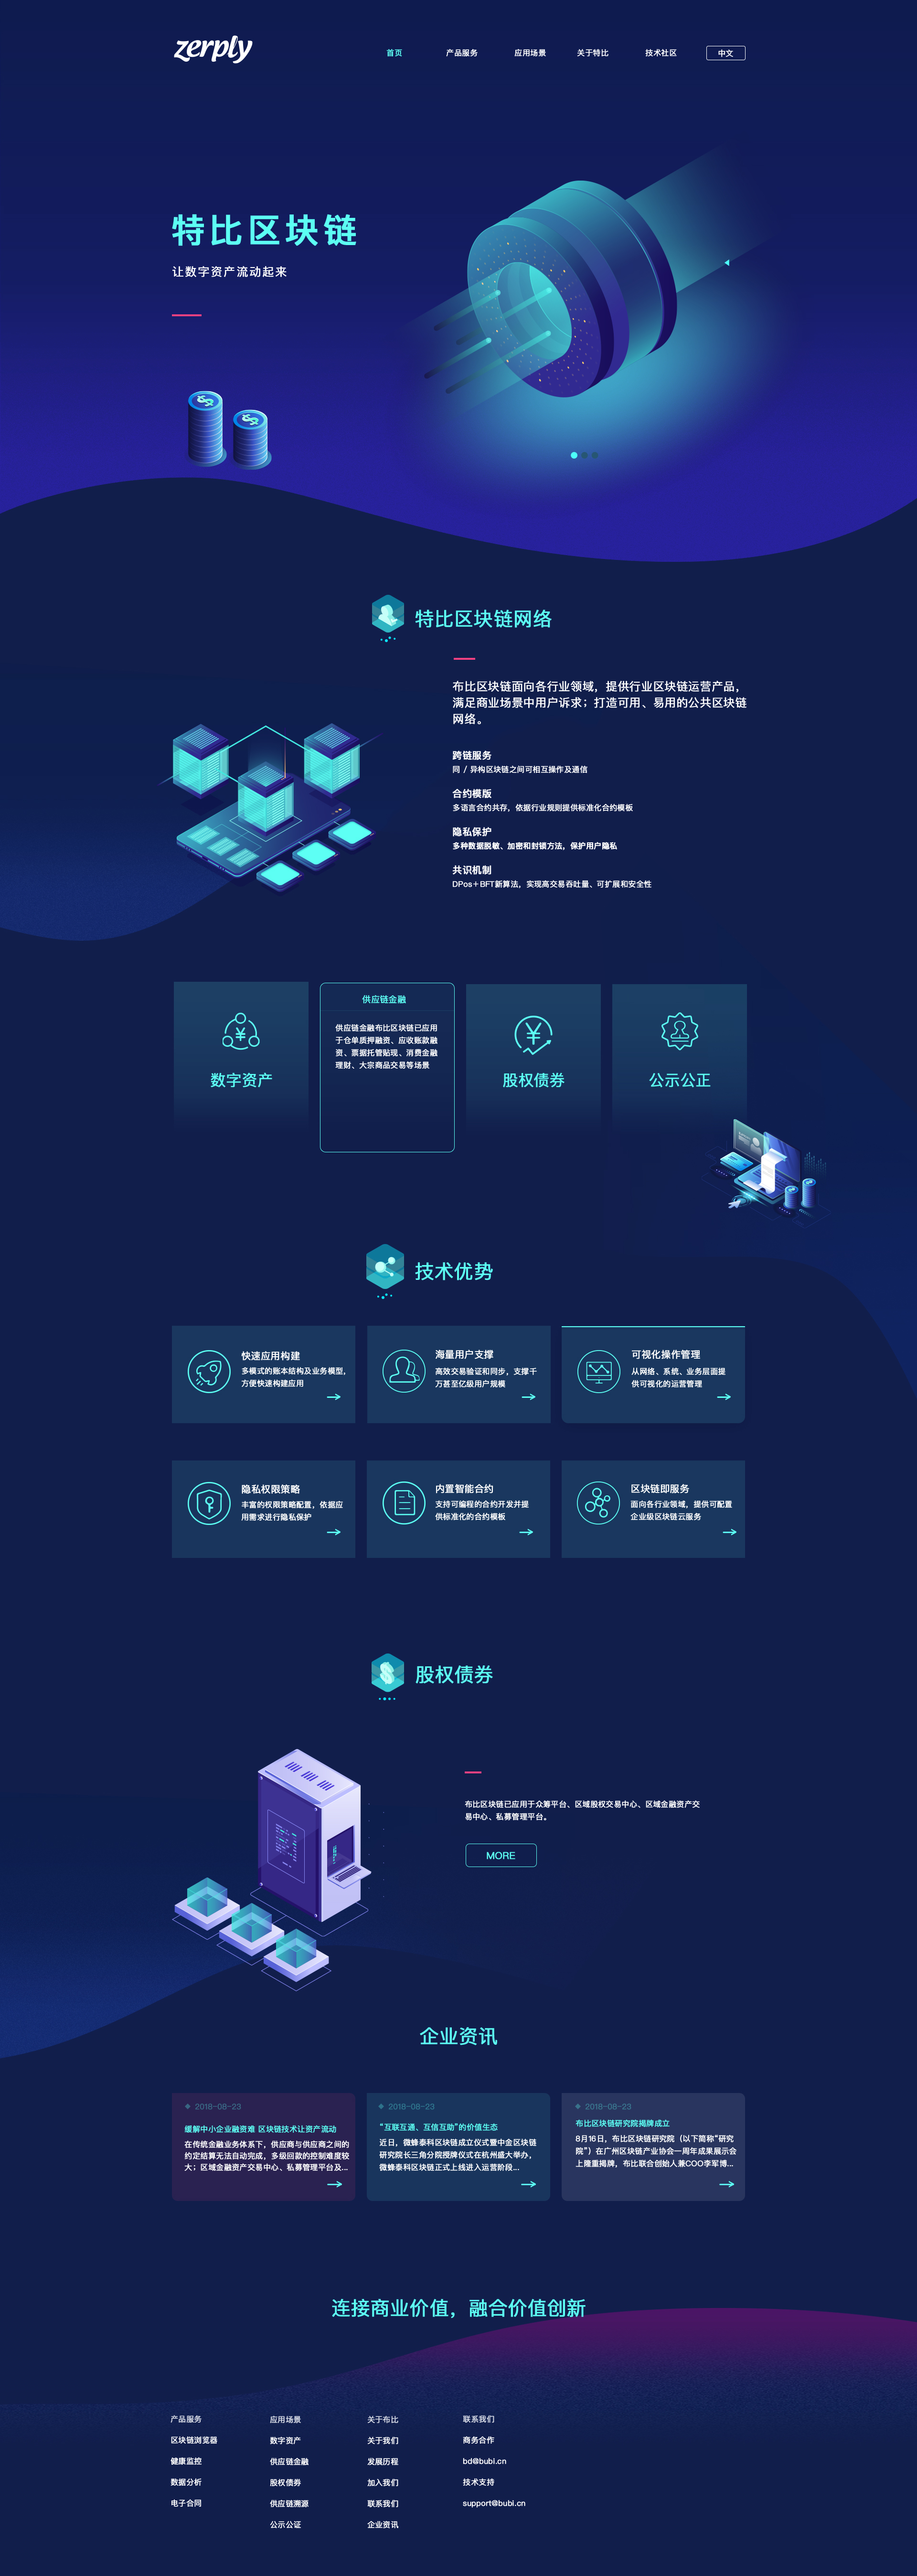 zerply
首页
产品服务
应用场景
关于特比
技术社区
中文
特比区块链
让数字资产流动起来
特比区块链网络
布比区块链面向各行业领域，提供行业区块链运营产品，
满足商业场景中用户诉求；打造可用、易用的公共区块链
网络。
跨链服务
同 / 异构区块链之间可相互操作及通信
合约模版
多语言合约共存，依据行业规则提供标准化合约模板
隐私保护
多种数据脱敏、加密和封锁方法，保护用户隐私
共识机制
DPos＋BFT新算法，实现高交易吞吐量、可扩展和安全性
数字资产
供应链金融
供应链金融布比区块链已应用
于仓单质押融资、应收账款融
资、票据托管贴现、消费金融
理财、大宗商品交易等场景
股权债券
公示公正
技术优势
快速应用构建
多模式的账本结构及业务模型，
方便快速构建应用
海量用户支撑
高效交易验证和同步，支撑千
万甚至亿级用户规模
可视化操作管理
从网络、系统、业务层面提
供可视化的运营管理
隐私权限策略
丰富的权限策略配置，依据应
用需求进行隐私保护
内置智能合约
支持可编程的合约开发并提
供标准化的合约模板
区块链即服务
面向各行业领域，提供可配置
企业级区块链云服务
股权债券
布比区块链已应用于众筹平台、区域股权交易中心、区域金融资产交
易中心、私募管理平台。
MORE
企业资讯
2018-08-23
缓解中小企业融资难 区块链技术让资产流动
在传统金融业务体系下，供应商与供应商之间的
约定结算无法自动完成，多级回款的控制难度较
大；区域金融资产交易中心、私募管理平台及...
2018-08-23
“互联互通、互信互助”的价值生态
近日，微蜂泰科区块链成立仪式暨中金区块链
研究院长三角分院授牌仪式在杭州盛大举办，
微蜂泰科区块链正式上线进入运营阶段...
2018-08-23
布比区块链研究院揭牌成立
8月16日，布比区块链研究院（以下简称“研究
院”）在广州区块链产业协会一周年成果展示会
上隆重揭牌，布比联合创始人兼COO李军博...
连接商业价值，融合价值创新
产品服务
区块链浏览器
健康监控
数据分析
电子合同
应用场景
数字资产
供应链金融
股权债券
供应链溯源
公示公证
关于布比
关于我们
发展历程
加入我们
联系我们
企业资讯
联系我们
商务合作
bd@bubi.cn
技术支持
support@bubi.cn